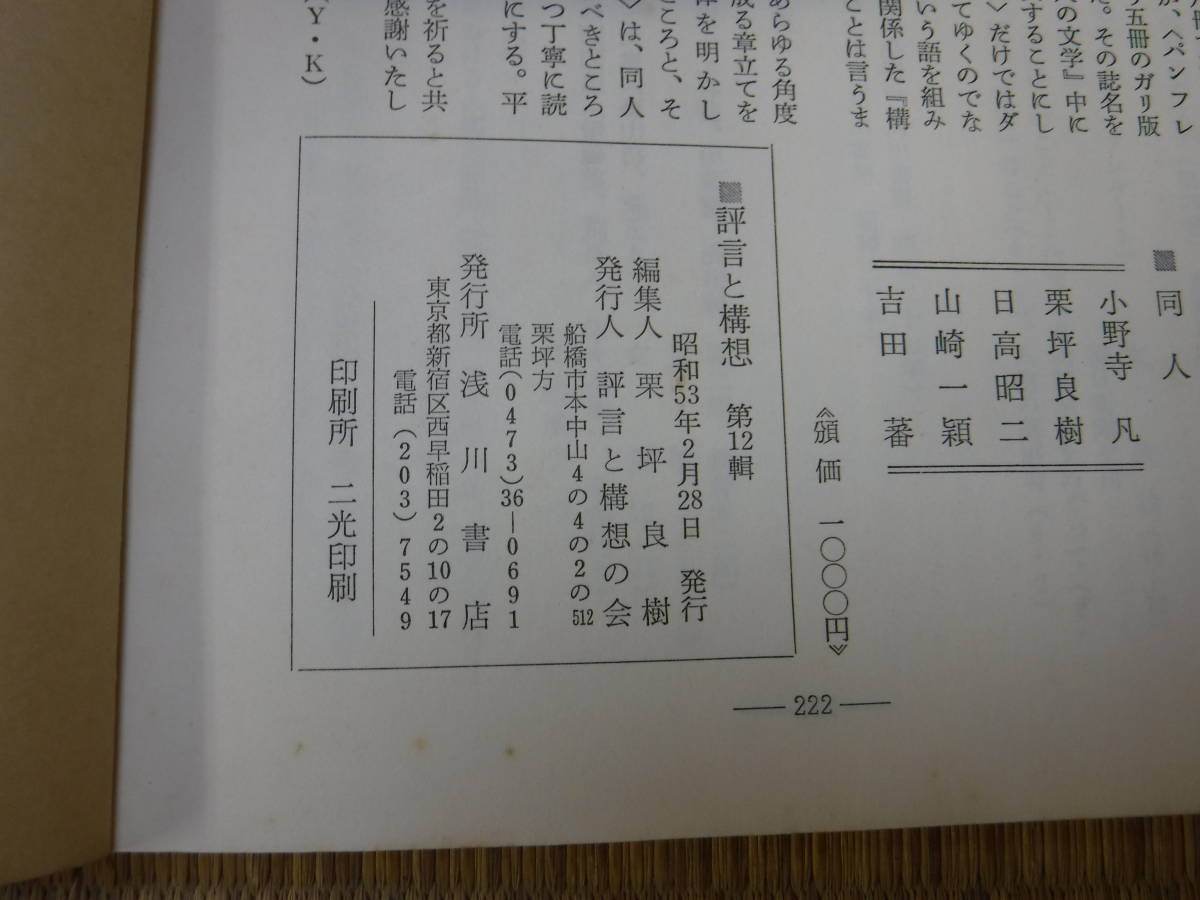 ヘパンフレ
五冊のガリ版
。その誌名を
の文学』中に
することにし
〉だけではダ
てゆくのでな
いう語を組み
関係した『構
ことは言うま
あらゆる角度
成る章立てを
体を明かし
ころと、そ
〉は、同人
べきところ
つ丁寧に読
にする。平
を祈ると共
感謝いたし
Y・K）
■同人
小野寺凡
栗坪良樹
日高昭二
山崎一穎
吉田蕃
《頒価 一〇〇〇円》
■評言と構想 第12輯
昭和53年2月28日 発行
編集人 栗坪良樹
発行人 評言と構想の会
船橋市本中山4の4の2の512
栗坪方
電話(0473)36―0691
発行所 浅川書店
東京都新宿区西早稲田2の10の17
電話(203)7549
印刷所 二光印刷
― 222 ―